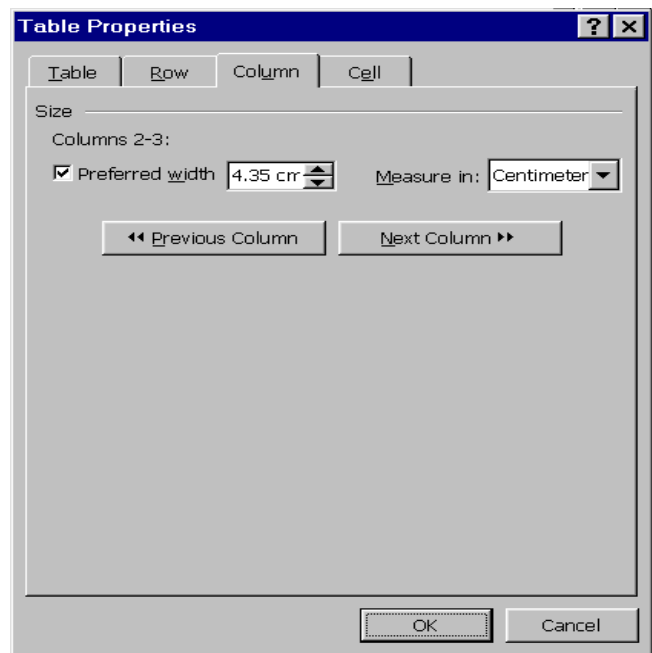 Table Properties
Table Row Column Cell
Size
Columns 2-3:
Preferred width 4.35 cm Measure in: Centimeter
Previous Column Next Column
OK Cancel